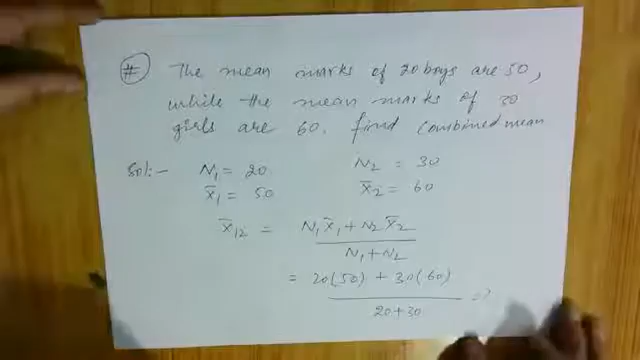 # The mean marks of 20 boys are 50,
while the mean marks of 30
girls are 60. find combined mean
Sol:- N₁ = 20 N₂ = 30
x̄₁ = 50 x̄₂ = 60
x̄₁₂ = N₁x̄₁ + N₂x̄₂
N₁ + N₂
= 20(50) + 30(60)
20+30 =)